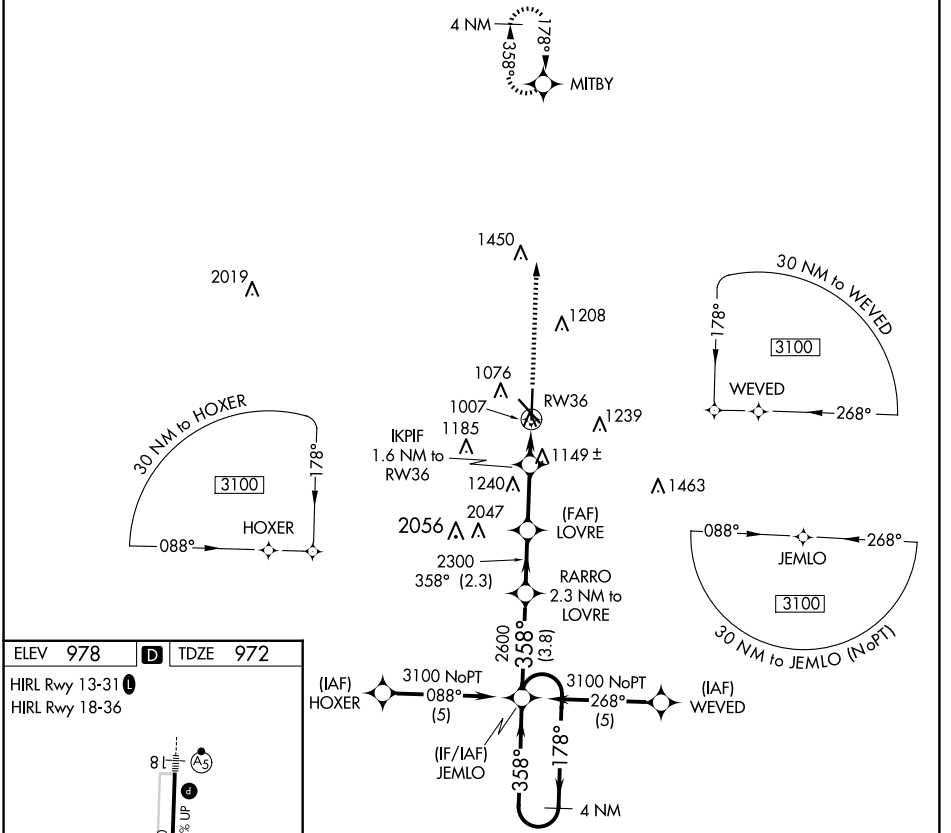 4 NM
178°
358°
MITBY
1450
2019
1208
30 NM to WEVED
178°
3100
WEVED
268°
1076
1007
RW36
1239
30 NM to HOXER
178°
3100
HOXER
088°
IKPIF
1.6 NM to
RW36
1185
1149 ±
1240
1463
2056
2047
(FAF)
LOVRE
2300
358° (2.3)
RARRO
2.3 NM to
LOVRE
088°
268°
JEMLO
3100
30 NM to JEMLO (NoPT)
2600
358°
(3.8)
(IAF)
HOXER
3100 NoPT
088°
(5)
3100 NoPT
268°
(5)
(IAF)
WEVED
(IF/IAF)
JEMLO
358°
178°
4 NM
ELEV 978 D TDZE 972
HIRL Rwy 13-31 L
HIRL Rwy 18-36
18
A5
P
% UP